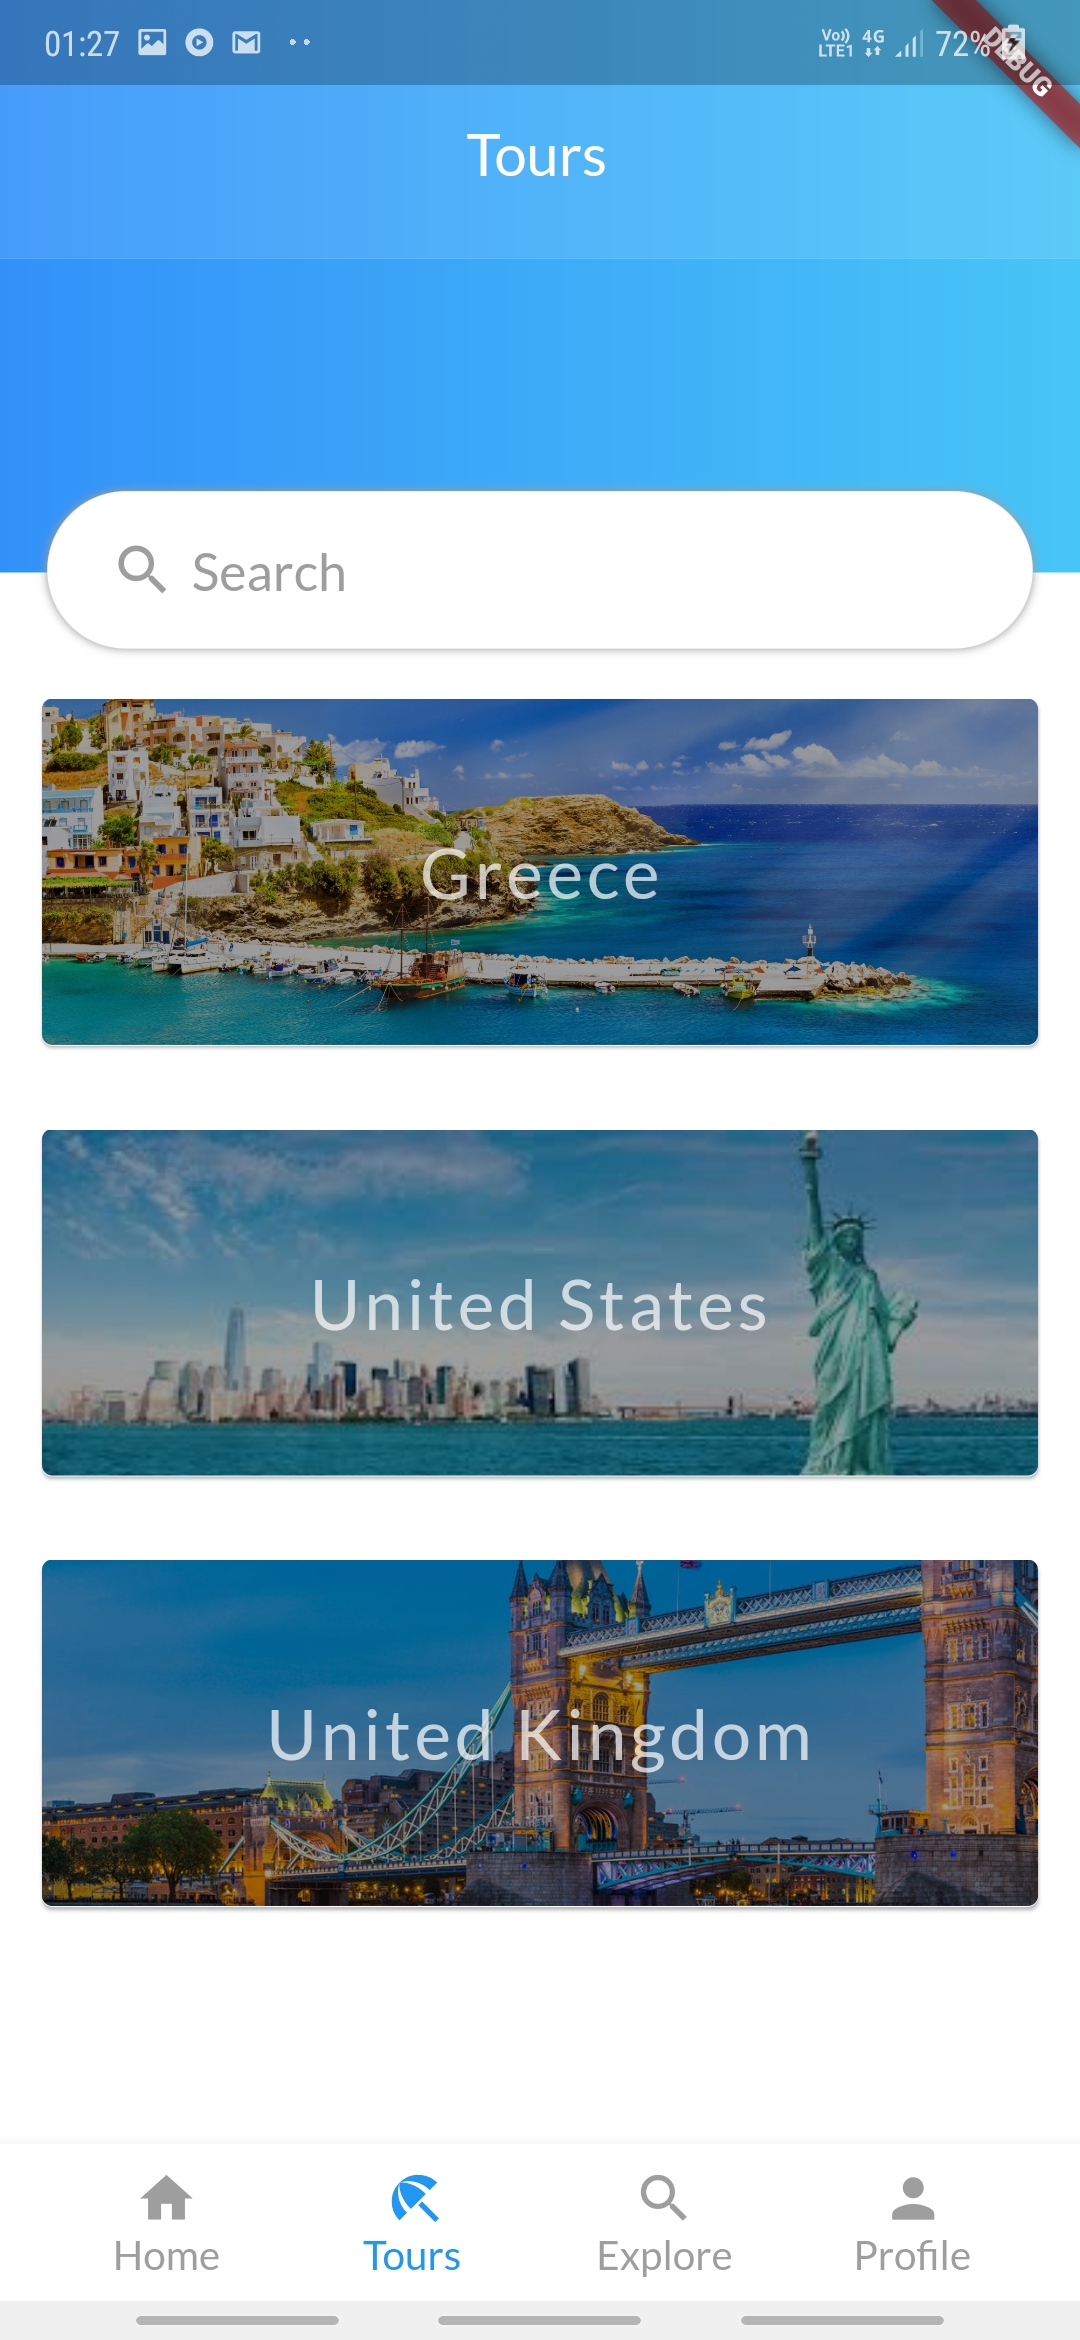 01:27
Vo)) LTE1 4G 72%
DEBUG
Tours
Search
Greece
United States
United Kingdom
Home Tours Explore Profile